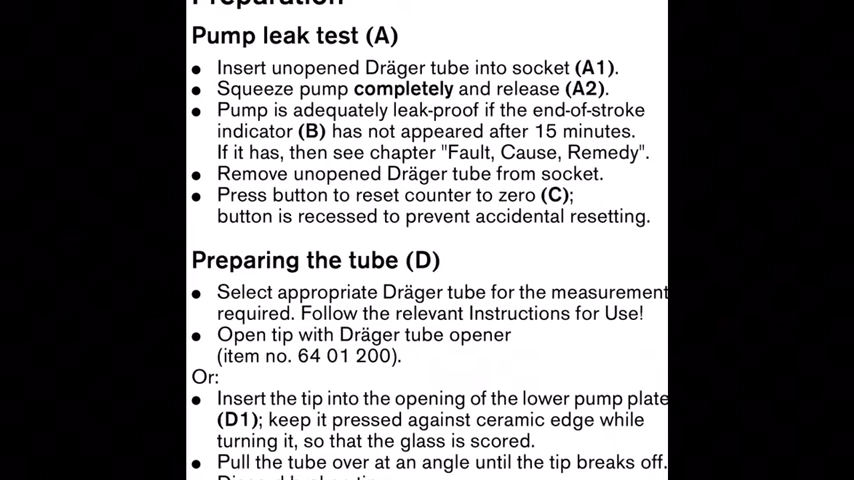 Preparation
Pump leak test (A)
● Insert unopened Dräger tube into socket (A1).
● Squeeze pump completely and release (A2).
● Pump is adequately leak-proof if the end-of-stroke
indicator (B) has not appeared after 15 minutes.
If it has, then see chapter "Fault, Cause, Remedy".
● Remove unopened Dräger tube from socket.
● Press button to reset counter to zero (C);
button is recessed to prevent accidental resetting.
Preparing the tube (D)
● Select appropriate Dräger tube for the measurement
required. Follow the relevant Instructions for Use!
● Open tip with Dräger tube opener
(item no. 64 01 200).
Or:
● Insert the tip into the opening of the lower pump plate
(D1); keep it pressed against ceramic edge while
turning it, so that the glass is scored.
● Pull the tube over at an angle until the tip breaks off.